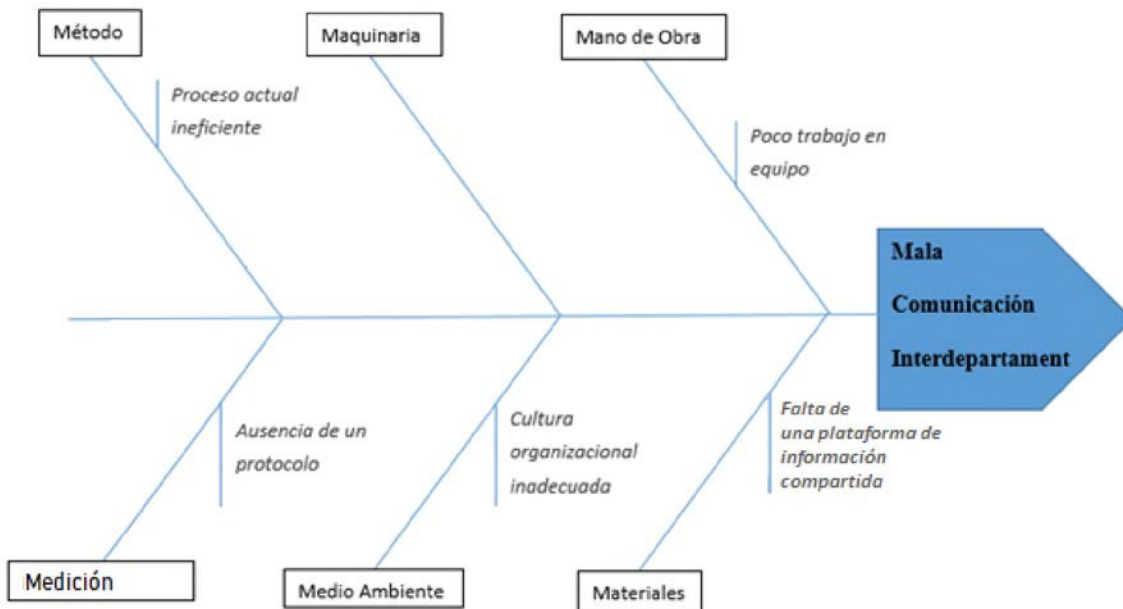 Método
Maquinaria
Mano de Obra
Proceso actual
ineficiente
Poco trabajo en
equipo
Mala
Comunicación
Interdepartament
Ausencia de un
protocolo
Cultura
organizacional
inadecuada
Falta de
una plataforma de
información
compartida
Medición
Medio Ambiente
Materiales